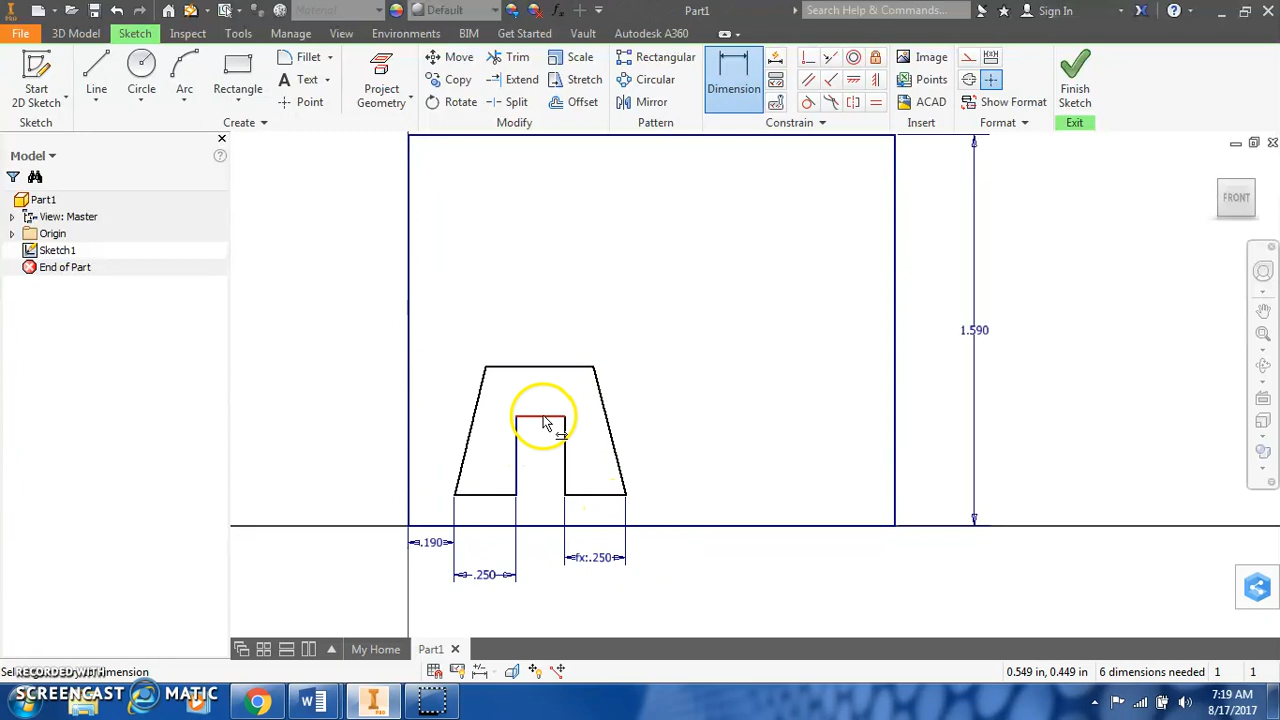 Material
Default
Part1
Search Help & Commands...
Sign In
PRO
File
3D Model
Sketch
Inspect
Tools
Manage
View
Environments
BIM
Get Started
Vault
Autodesk A360
Start
2D Sketch
Line
Circle
Arc
Rectangle
Fillet
Text
Point
Project
Geometry
Move
Copy
Rotate
Trim
Extend
Split
Scale
Stretch
Offset
Rectangular
Circular
Mirror
Dimension
Image
Points
ACAD
Show Format
Finish
Sketch
Sketch
Create
Modify
Pattern
Constrain
Insert
Format
Exit
Model
Part1
View: Master
Origin
Sketch1
End of Part
FRONT
1.590
.190
fx:.250
.250
My Home
Part1
0.549 in, 0.449 in
6 dimensions needed
1
1
RECORDED WITH
SCREENCAST
MATIC
7:19 AM
8/17/2017